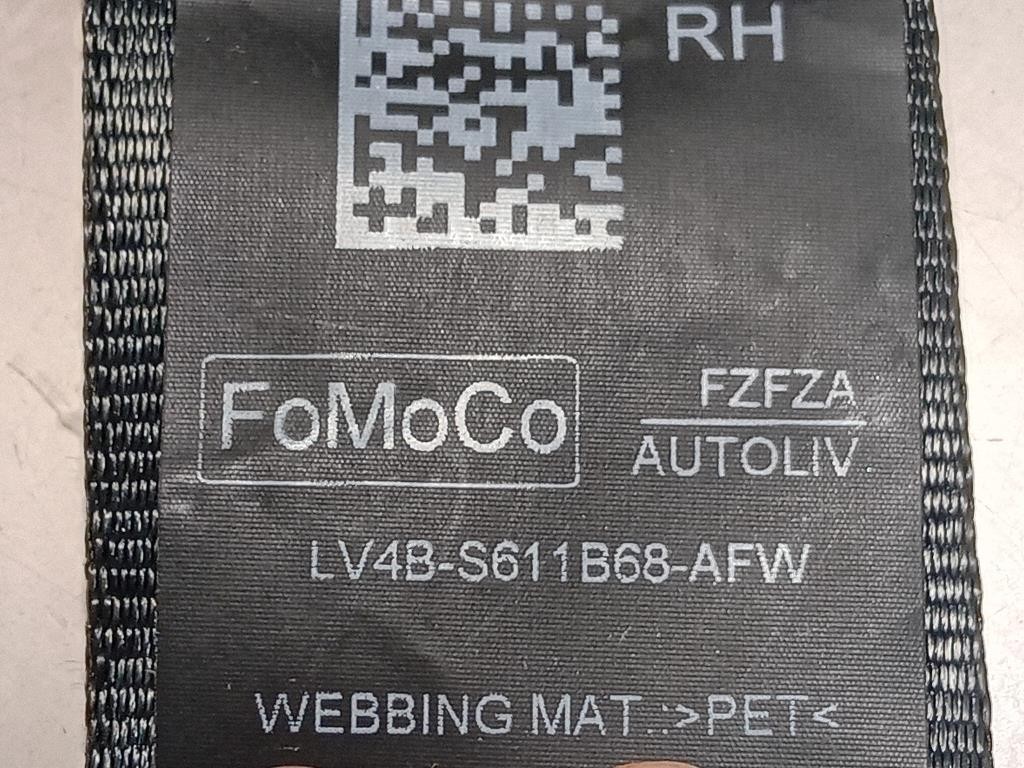 RH
FoMoCo
FZFZA
AUTOLIV
LV4B-S611B68-AFW
WEBBING MAT.:>PET<